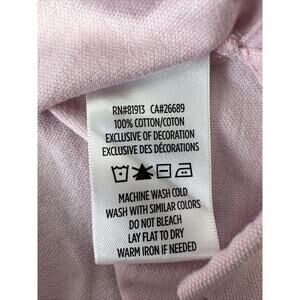 RN#81913 CA#26689
100% COTTON/COTON
EXCLUSIVE OF DECORATION
EXCLUSIVE DES DÉCORATIONS
MACHINE WASH COLD
WASH WITH SIMILAR COLORS
DO NOT BLEACH
LAY FLAT TO DRY
WARM IRON IF NEEDED